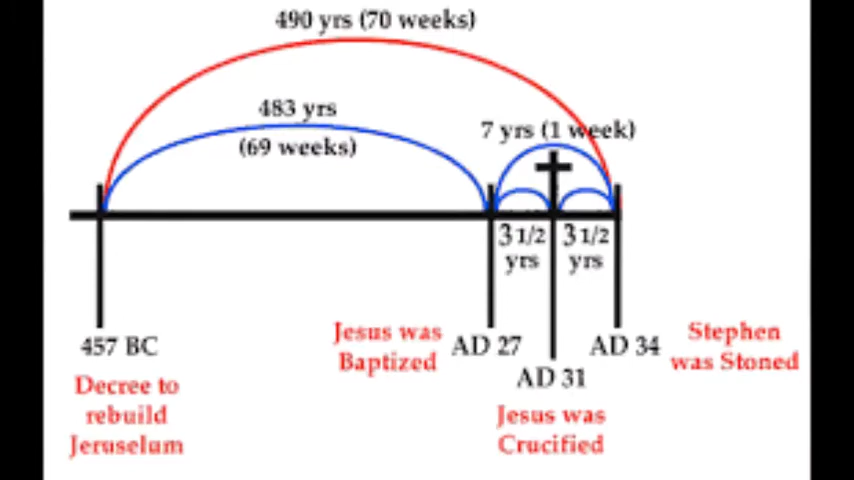 490 yrs (70 weeks)
483 yrs
(69 weeks)
7 yrs (1 week)
3 1/2
yrs
3 1/2
yrs
457 BC
Decree to
rebuild
Jeruselum
Jesus was
Baptized
AD 27
AD 31
Jesus was
Crucified
AD 34
Stephen
was Stoned